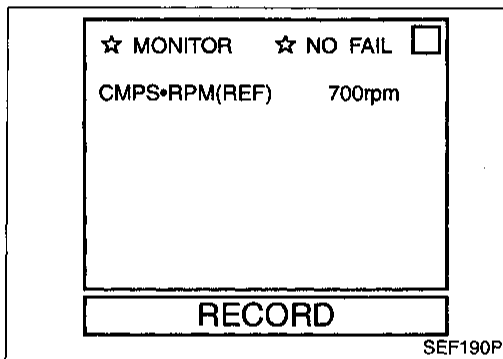 ☆ MONITOR ☆ NO FAIL
CMPS•RPM(REF) 700rpm
RECORD
SEF190P